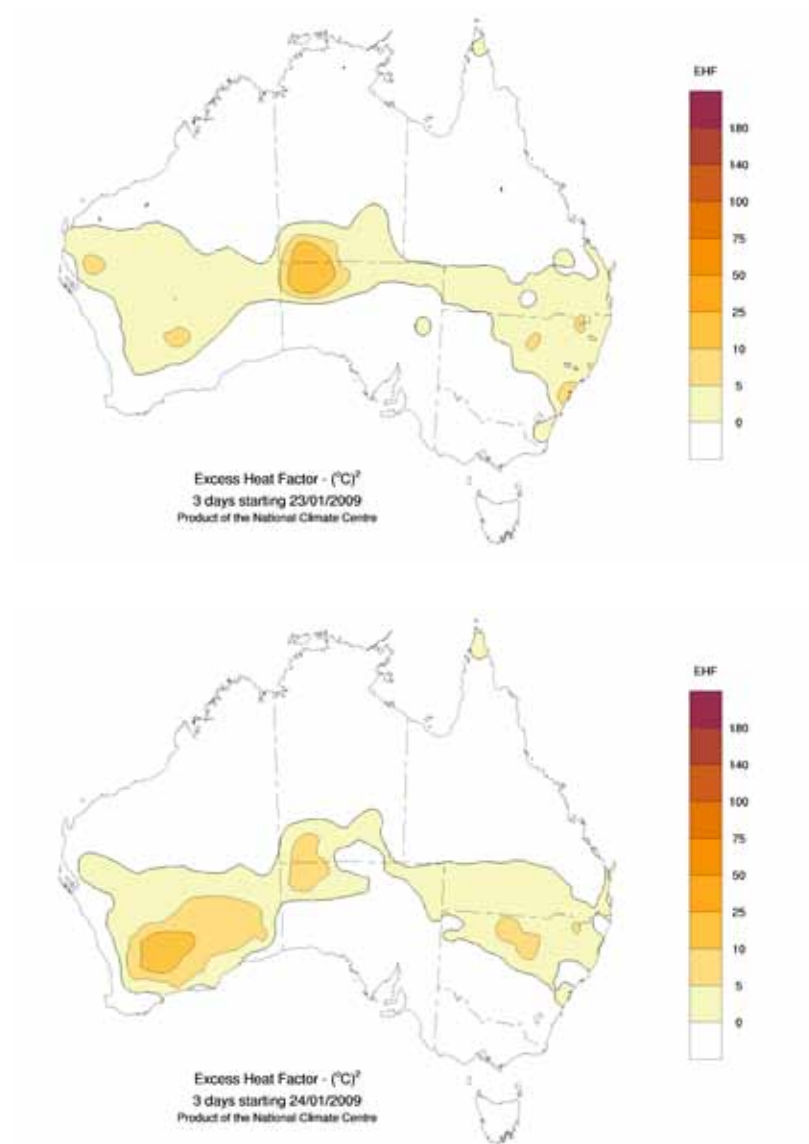 EHF
180
140
100
75
50
25
10
5
0
Excess Heat Factor - (°C)²
3 days starting 23/01/2009
Product of the National Climate Centre
EHF
180
140
100
75
50
25
10
5
0
Excess Heat Factor - (°C)²
3 days starting 24/01/2009
Product of the National Climate Centre